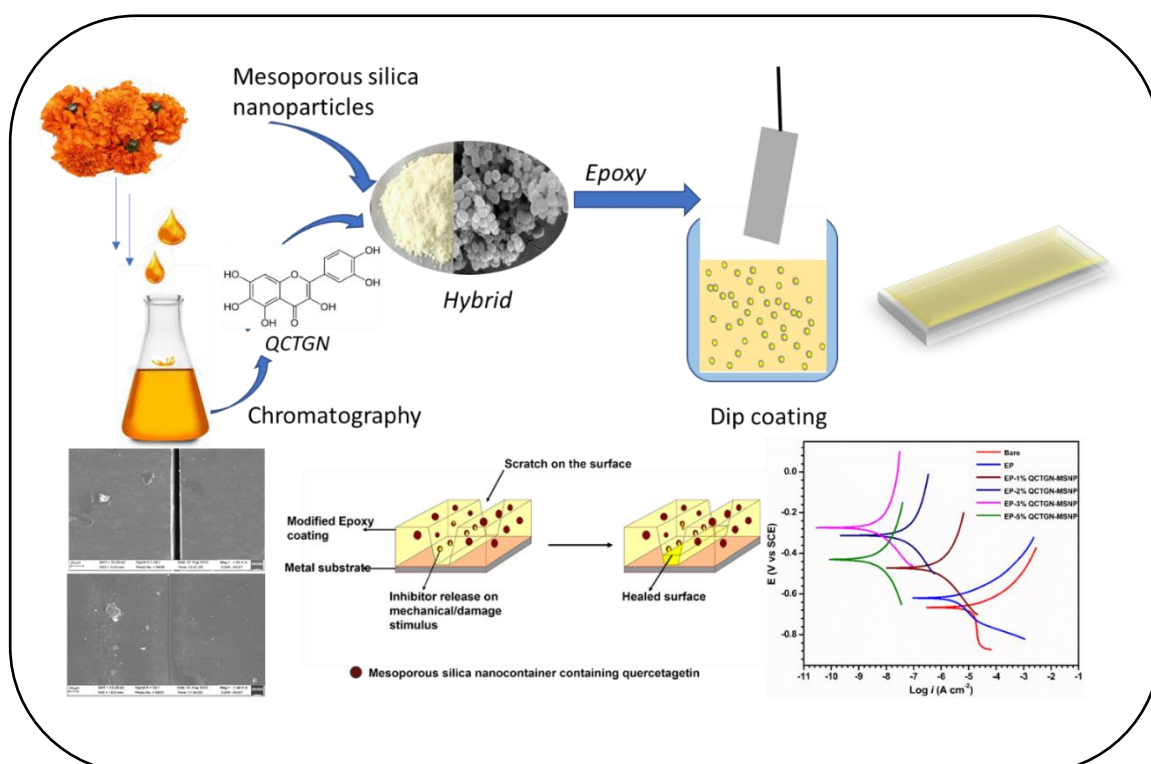 Mesoporous silica
nanoparticles
Epoxy
Hybrid
HO
HO
OH
OH
O
OH
OH
O
QCTGN
Chromatography
Dip coating
Scratch on the surface
Modified Epoxy
coating
Metal substrate
Inhibitor release on
mechanical/damage
stimulus
Healed surface
Mesoporous silica nanocontainer containing quercetagetin
Bare
EP
EP-1% QCTGN-MSNP
EP-2% QCTGN-MSNP
EP-3% QCTGN-MSNP
EP-5% QCTGN-MSNP
E (V vs SCE)
0.0
-0.2
-0.4
-0.6
-0.8
-11 -10 -9 -8 -7 -6 -5 -4 -3 -2 -1
Log i (A cm⁻²)